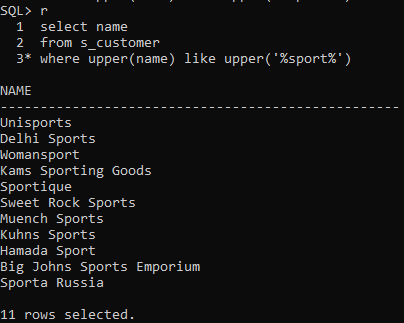 SQL> r
  1  select name
  2  from s_customer
  3* where upper(name) like upper('%sport%')
NAME
--------------------------------------------------
Unisports
Delhi Sports
Womansport
Kams Sporting Goods
Sportique
Sweet Rock Sports
Muench Sports
Kuhns Sports
Hamada Sport
Big Johns Sports Emporium
Sporta Russia
11 rows selected.